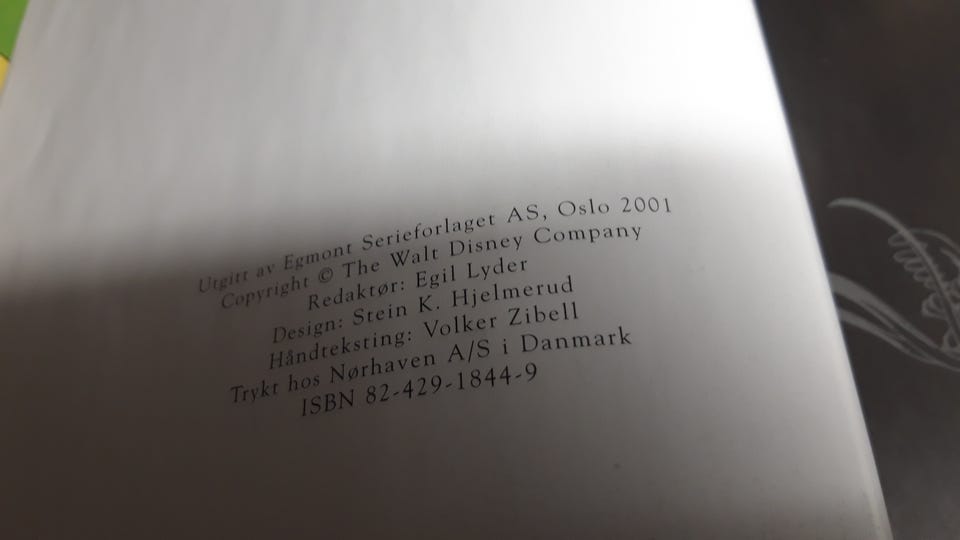 Utgitt av Egmont Serieforlaget AS, Oslo 2001
Copyright © The Walt Disney Company
Redaktør: Egil Lyder
Design: Stein K. Hjelmerud
Håndteksting: Volker Zibell
Trykt hos Nørhaven A/S i Danmark
ISBN 82-429-1844-9